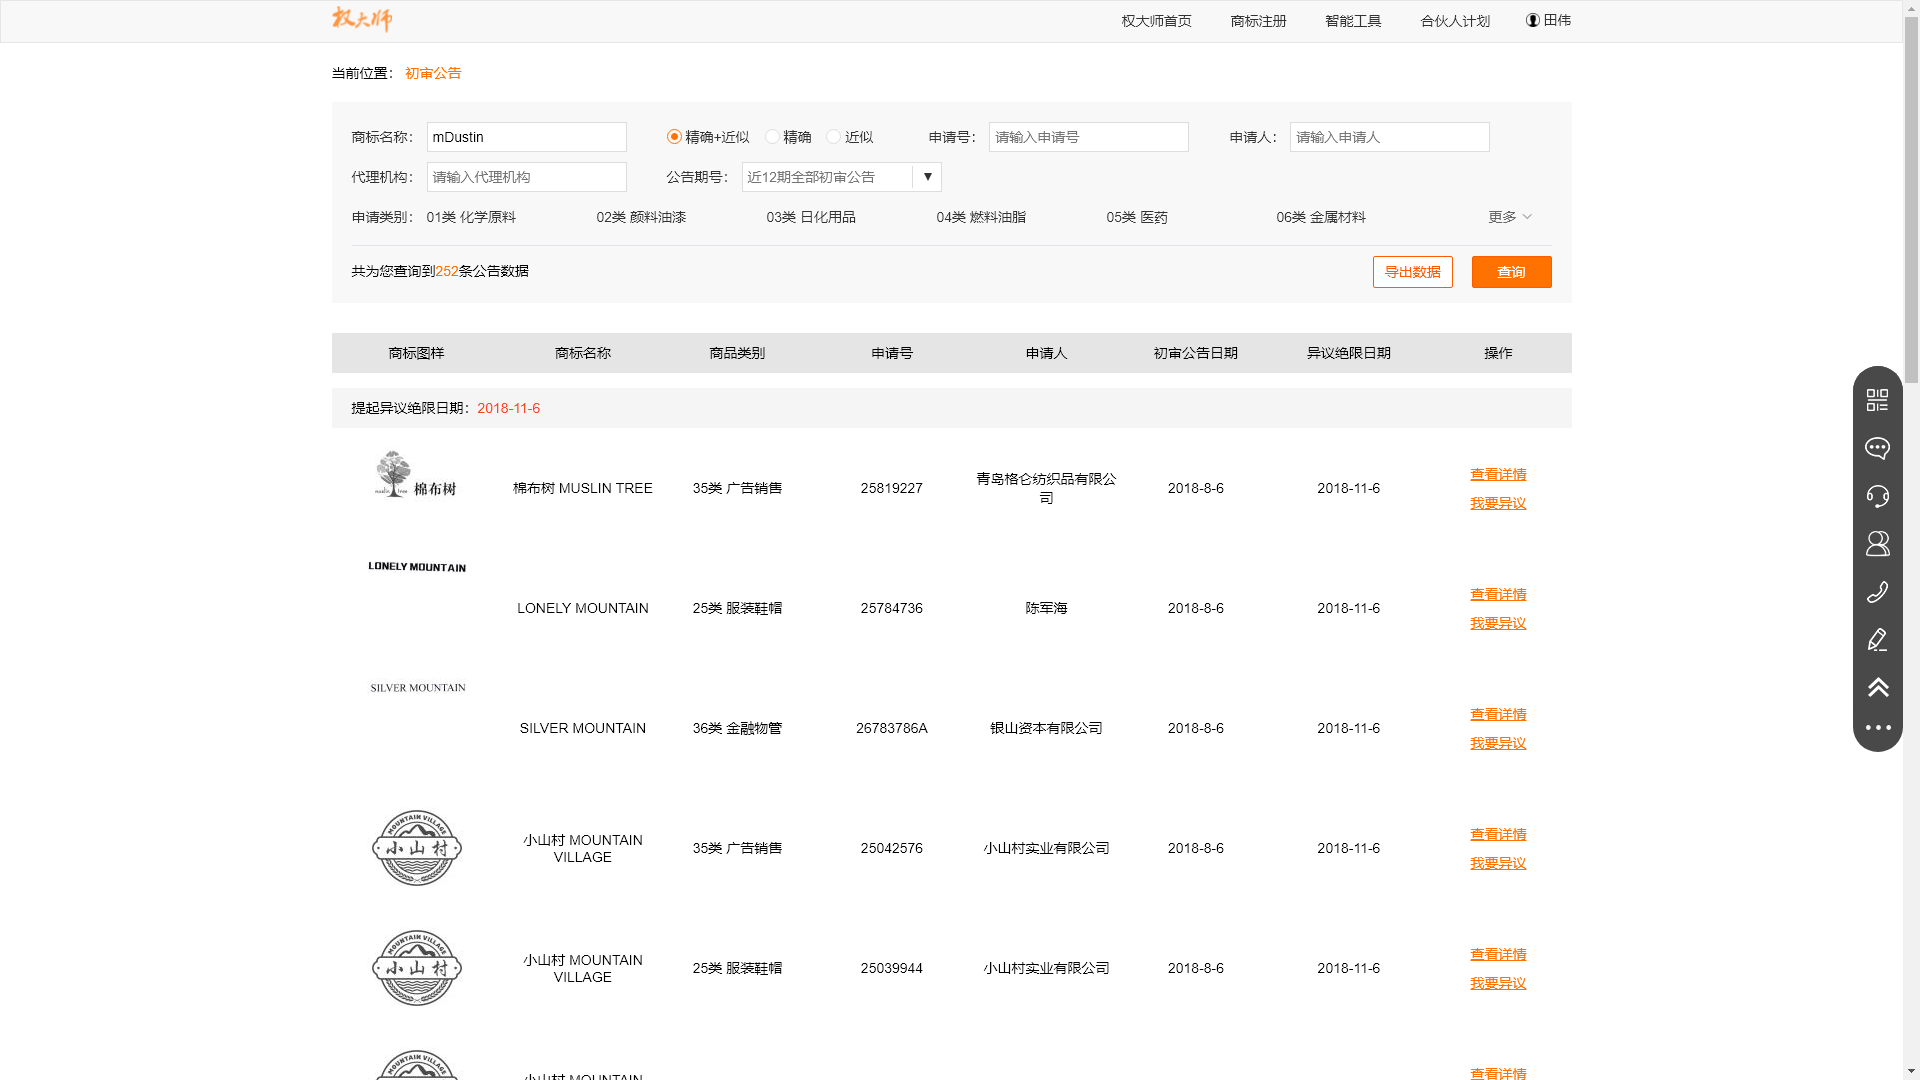 权大师
权大师首页 商标注册 智能工具 合伙人计划 田伟
当前位置： 初审公告
商标名称： mDustin 精确+近似 精确 近似 申请号： 请输入申请号 申请人： 请输入申请人
代理机构： 请输入代理机构 公告期号： 近12期全部初审公告 ▼
申请类别： 01类 化学原料 02类 颜料油漆 03类 日化用品 04类 燃料油脂 05类 医药 06类 金属材料 更多
共为您查询到252条公告数据 导出数据 查询
商标图样 商标名称 商品类别 申请号 申请人 初审公告日期 异议绝限日期 操作
提起异议绝限日期：2018-11-6
muslin tree 棉布树
棉布树 MUSLIN TREE 35类 广告销售 25819227 青岛格仑纺织品有限公
司
2018-8-6 2018-11-6 查看详情
我要异议
LONELY MOUNTAIN
LONELY MOUNTAIN 25类 服装鞋帽 25784736 陈军海 2018-8-6 2018-11-6 查看详情
我要异议
SILVER MOUNTAIN
SILVER MOUNTAIN 36类 金融物管 26783786A 银山资本有限公司 2018-8-6 2018-11-6 查看详情
我要异议
MOUNTAIN VILLAGE
小山村
小山村 MOUNTAIN
VILLAGE
35类 广告销售 25042576 小山村实业有限公司 2018-8-6 2018-11-6 查看详情
我要异议
MOUNTAIN VILLAGE
小山村
小山村 MOUNTAIN
VILLAGE
25类 服装鞋帽 25039944 小山村实业有限公司 2018-8-6 2018-11-6 查看详情
我要异议
MOUNTAIN VILLAGE
小山村 MOUNTAIN
查看详情